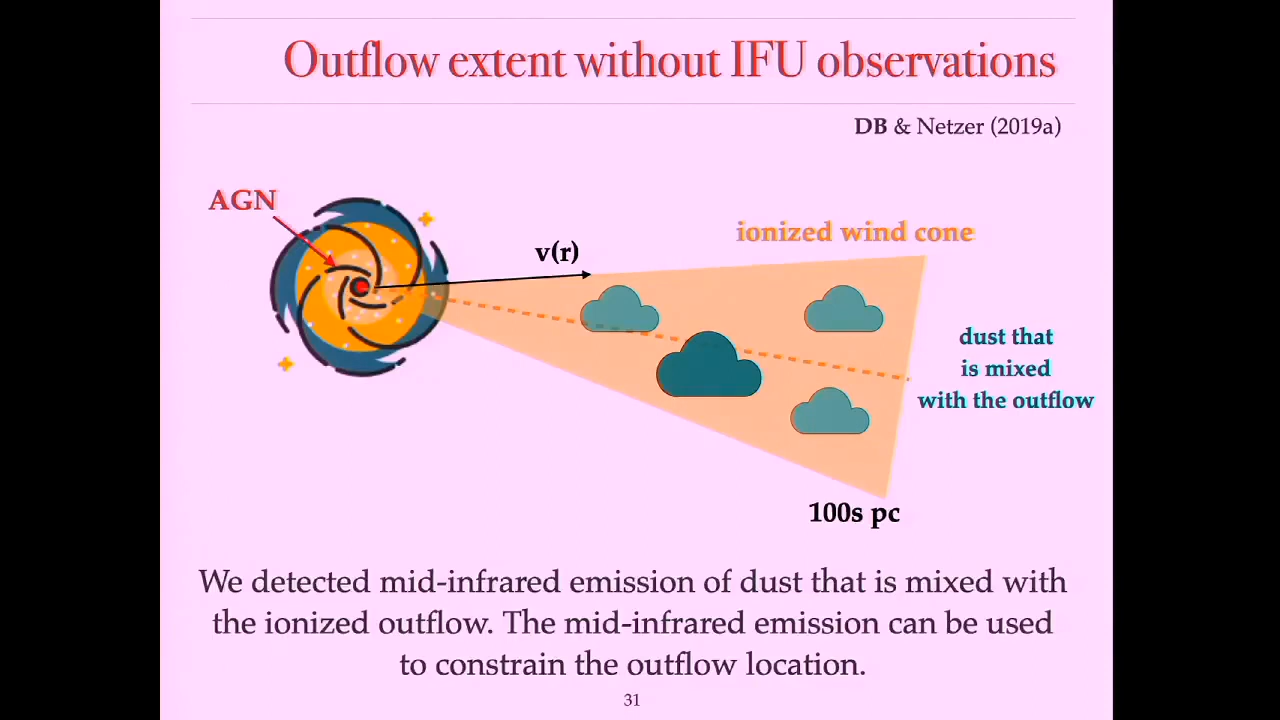 Outflow extent without IFU observations
DB & Netzer (2019a)
AGN
ionized wind cone
v(r)
dust that
is mixed
with the outflow
100s pc
We detected mid-infrared emission of dust that is mixed with
the ionized outflow. The mid-infrared emission can be used
to constrain the outflow location.
31